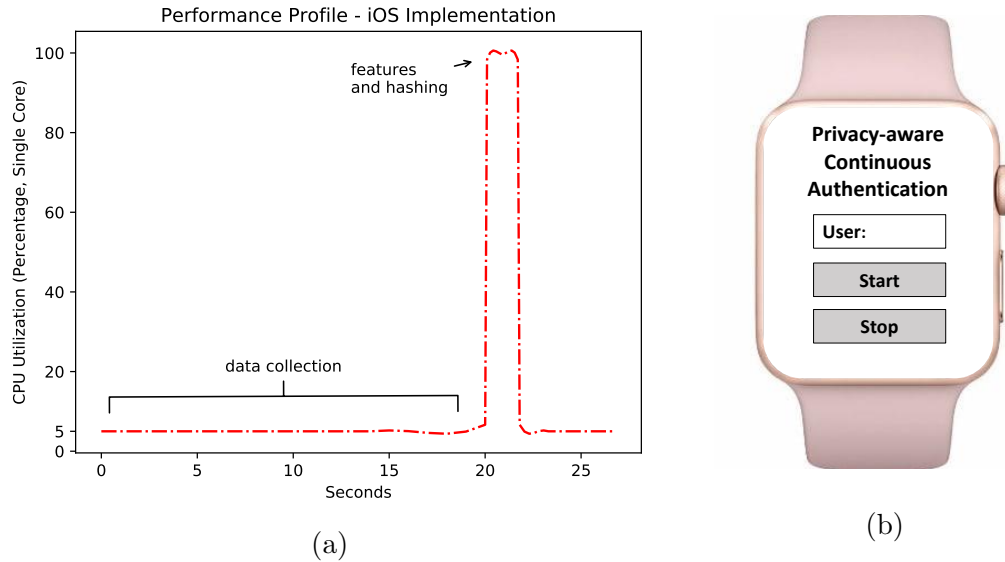 Performance Profile - iOS Implementation
CPU Utilization (Percentage, Single Core)
100
80
60
40
20
5
0
features
and hashing
data collection
0 5 10 15 20 25
Seconds
(a)
Privacy-aware
Continuous
Authentication
User:
Start
Stop
(b)